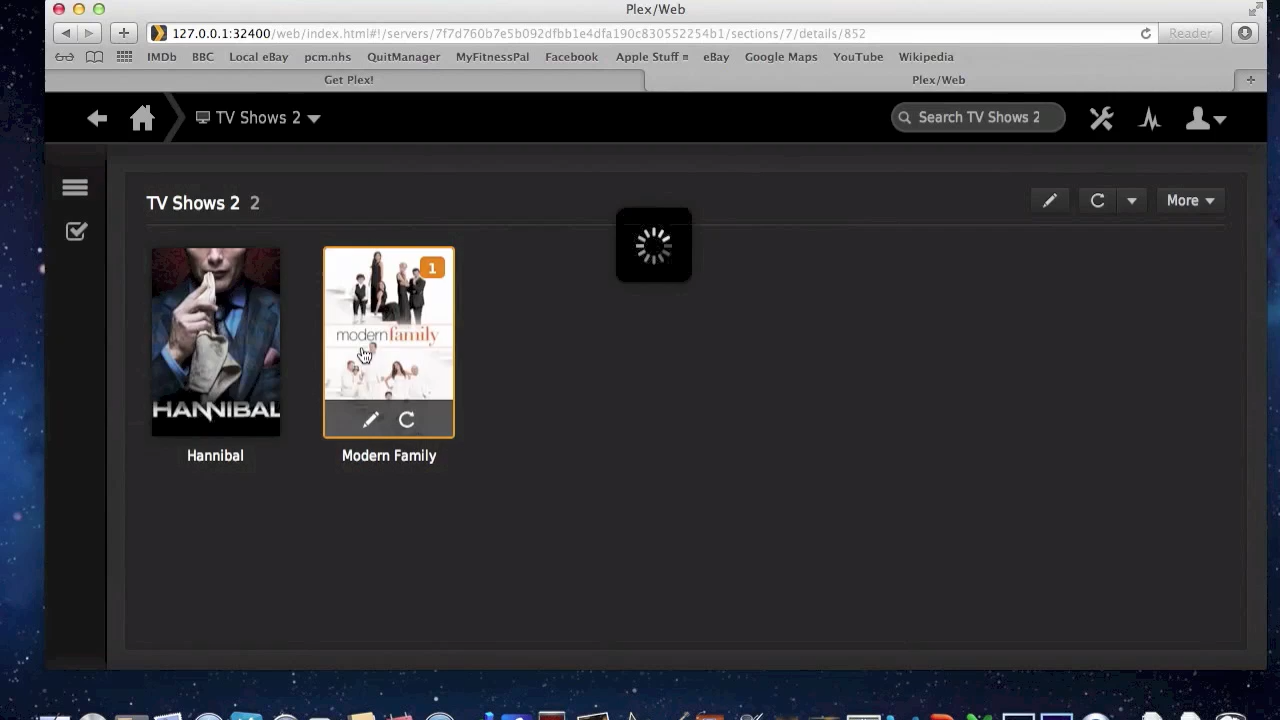 Plex/Web
127.0.0.1:32400/web/index.html#!/servers/7f7d760b7e5b092dfbb1e4dfa190c830552254b1/sections/7/details/852
Reader
IMDb BBC Local eBay pcm.nhs QuitManager MyFitnessPal Facebook Apple Stuff eBay Google Maps YouTube Wikipedia
Get Plex! Plex/Web
TV Shows 2 Search TV Shows 2
TV Shows 2 2 More
1
modernfamily
HANNIBAL
Hannibal Modern Family